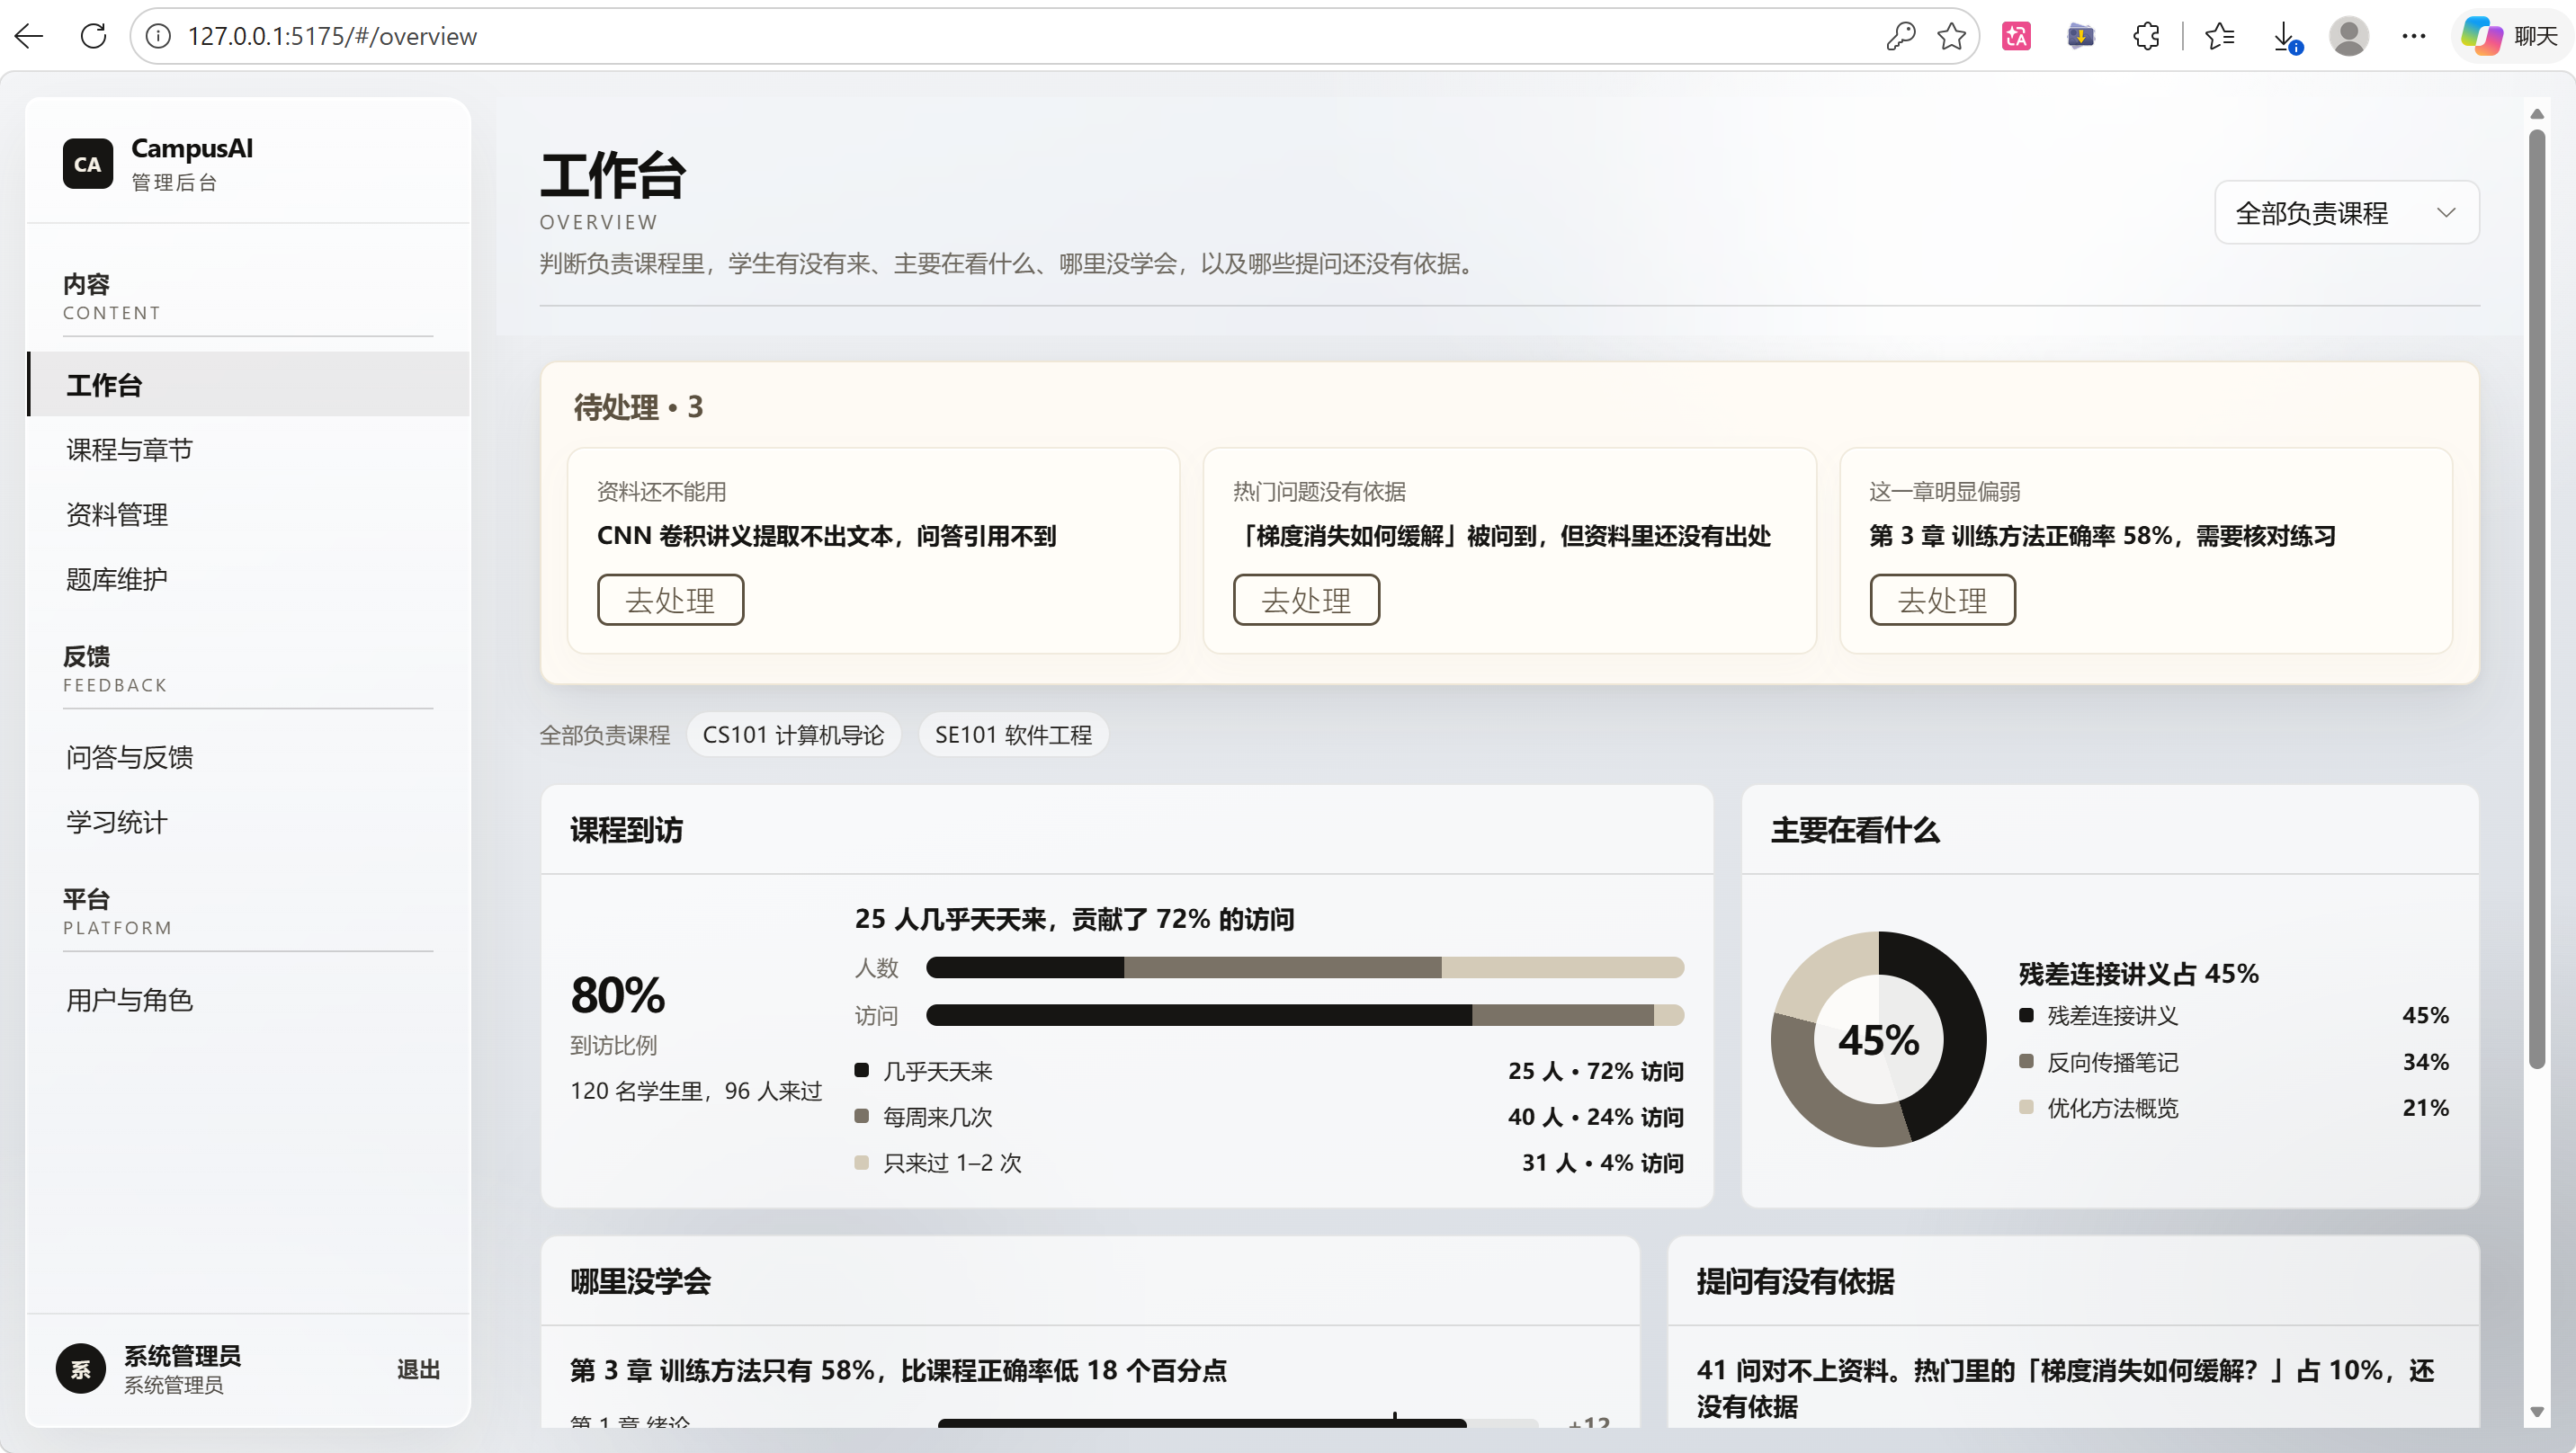 127.0.0.1:5175/#/overview
聊天
CA
CampusAI
管理后台
内容
CONTENT
工作台
课程与章节
资料管理
题库维护
反馈
FEEDBACK
问答与反馈
学习统计
平台
PLATFORM
用户与角色
系
系统管理员
系统管理员
退出
工作台
OVERVIEW
判断负责课程里，学生有没有来、主要在看什么、哪里没学会，以及哪些提问还没有依据。
全部负责课程
待处理 • 3
资料还不能用
CNN 卷积讲义提取不出文本，问答引用不到
去处理
热门问题没有依据
「梯度消失如何缓解」被问到，但资料里还没有出处
去处理
这一章明显偏弱
第 3 章 训练方法正确率 58%，需要核对练习
去处理
全部负责课程
CS101 计算机导论
SE101 软件工程
课程到访
80%
到访比例
120 名学生里，96 人来过
25 人几乎天天来，贡献了 72% 的访问
人数
访问
几乎天天来 25 人 • 72% 访问
每周来几次 40 人 • 24% 访问
只来过 1–2 次 31 人 • 4% 访问
主要在看什么
45%
残差连接讲义占 45%
残差连接讲义 45%
反向传播笔记 34%
优化方法概览 21%
哪里没学会
第 3 章 训练方法只有 58%，比课程正确率低 18 个百分点
第 1 章 绪论 +12
提问有没有依据
41 问对不上资料。热门里的「梯度消失如何缓解？」占 10%，还
没有依据